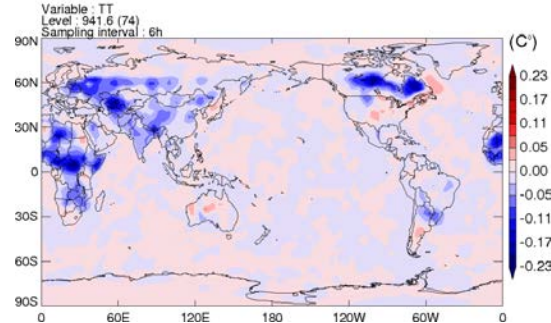 Variable : TT
Level : 941.6 (74)
Sampling interval : 6h
(C°)
90N
60N
30N
0
30S
60S
90S
0
60E
120E
180
120W
60W
0
0.23
0.17
0.11
0.05
0.00
-0.05
-0.11
-0.17
-0.23